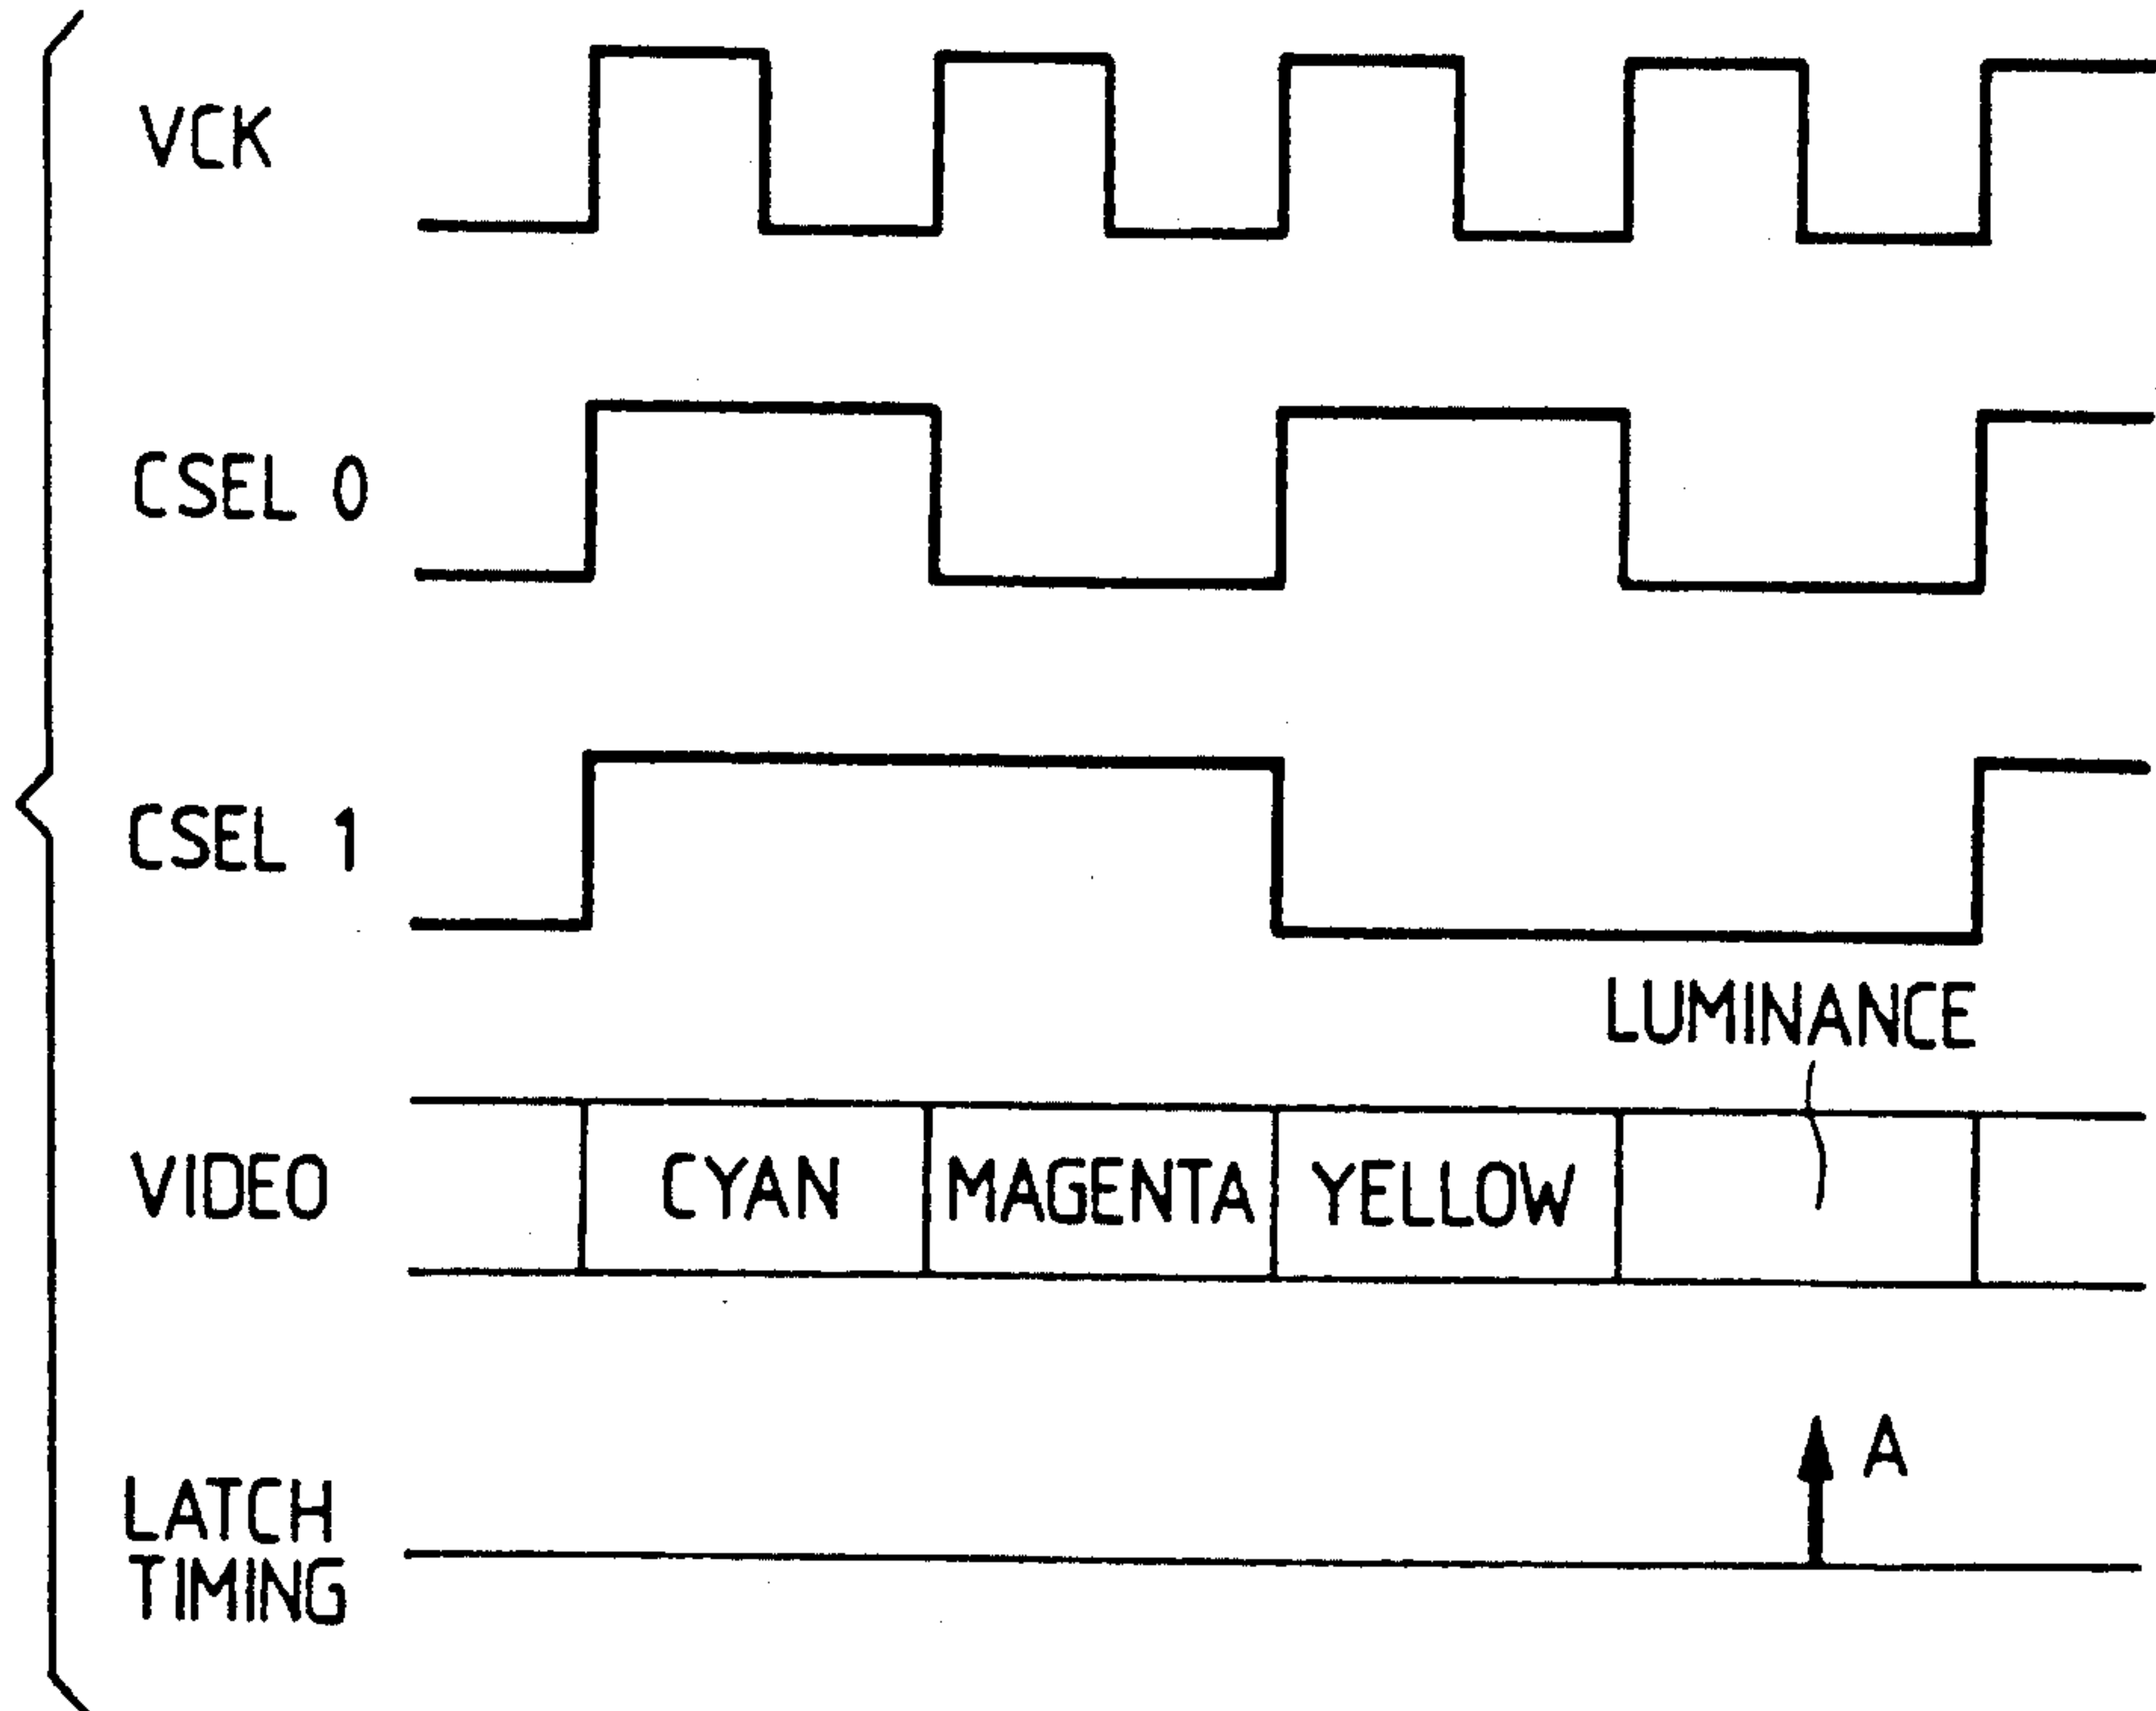 VCK
CSEL 0
CSEL 1
LUMINANCE
VIDEO CYAN MAGENTA YELLOW
A
LATCH
TIMING